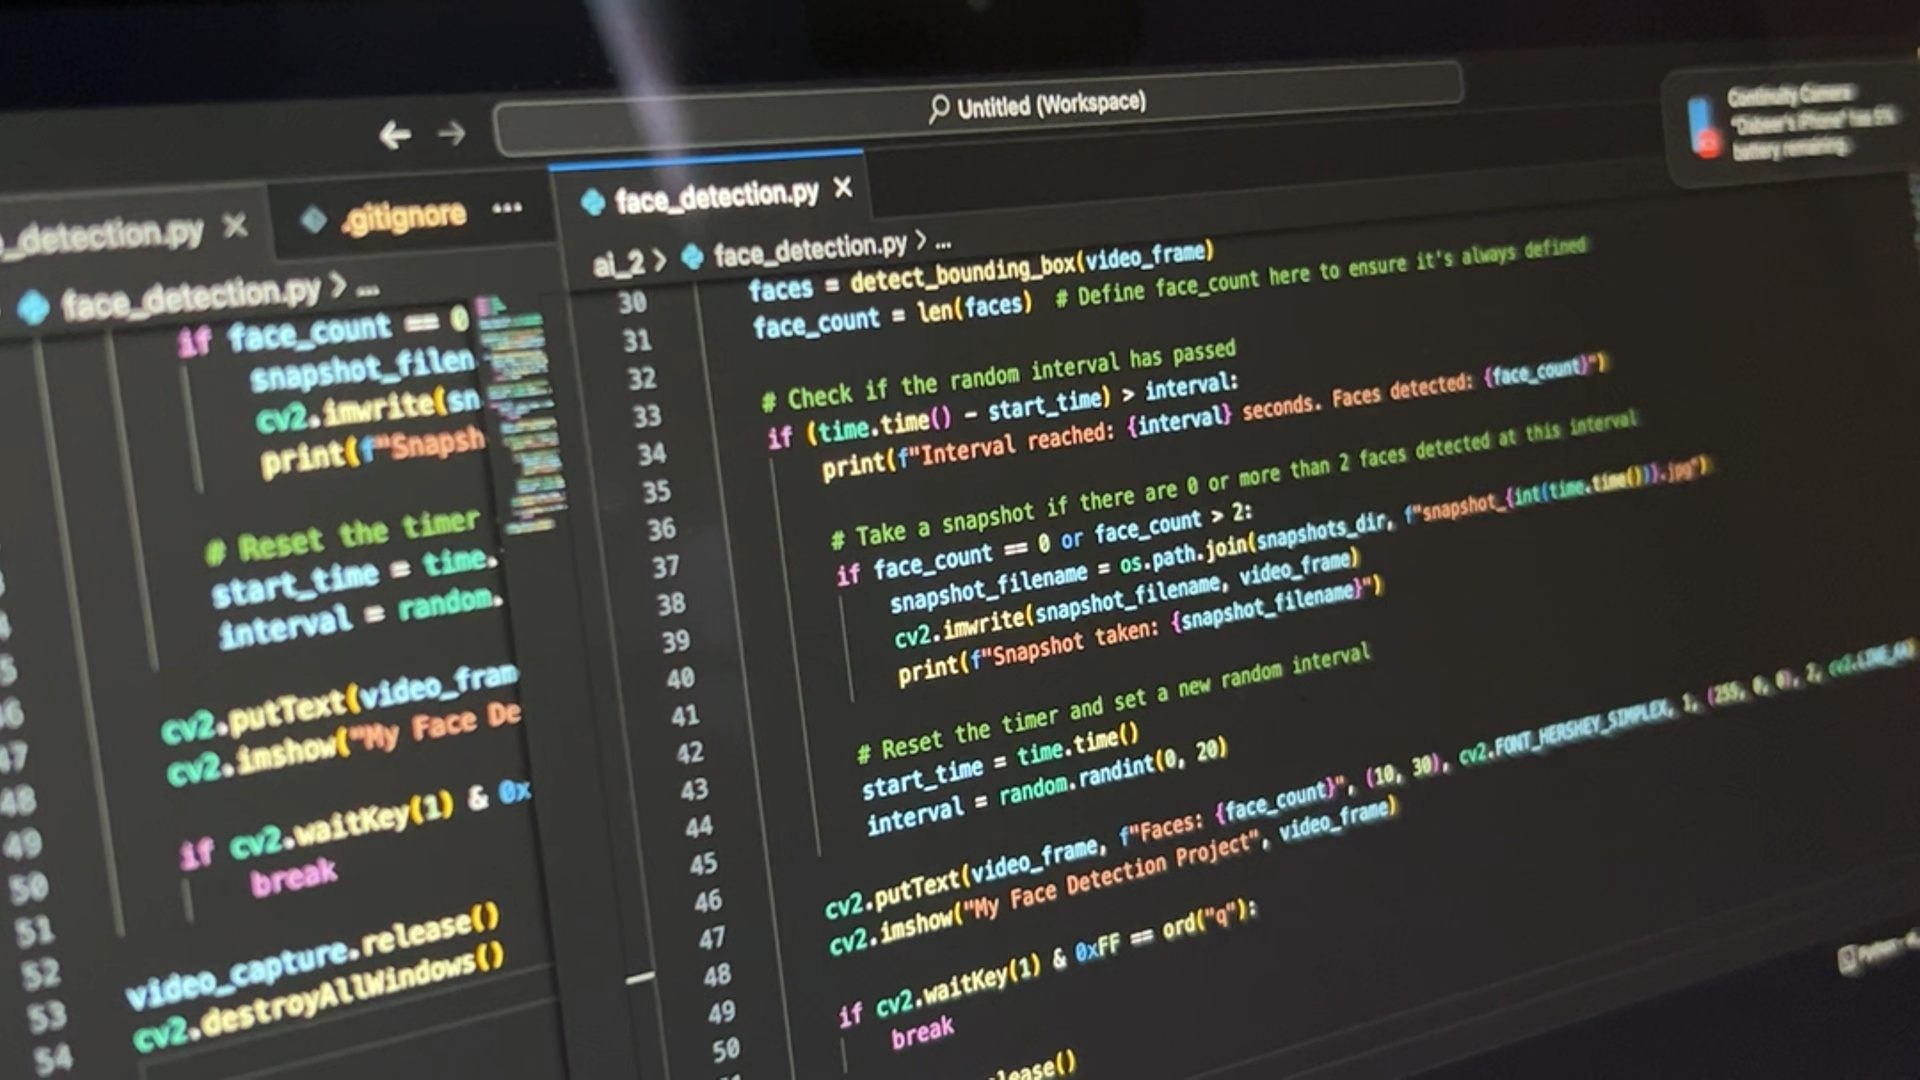 Untitled (Workspace)
Continuity Camera
"Dabeer's iPhone" has 5%
battery remaining.
_detection.py
.gitignore
face_detection.py > ...
if face_count == 0
snapshot_filen
cv2.imwrite(sn
print(f"Snapsh
# Reset the timer
start_time = time.
interval = random.
cv2.putText(video_fram
cv2.imshow("My Face De
if cv2.waitKey(1) & 0x
break
video_capture.release()
cv2.destroyAllWindows()
47
48
49
50
51
52
53
54
face_detection.py
ai_2 > face_detection.py > ...
faces = detect_bounding_box(video_frame)
30 face_count = len(faces) # Define face_count here to ensure it's always defined
31
32 # Check if the random interval has passed
33 if (time.time() - start_time) > interval:
34 print(f"Interval reached: {interval} seconds. Faces detected: {face_count}")
35
36 # Take a snapshot if there are 0 or more than 2 faces detected at this interval
37 if face_count == 0 or face_count > 2:
38 snapshot_filename = os.path.join(snapshots_dir, f"snapshot_{int(time.time())}.jpg")
39 cv2.imwrite(snapshot_filename, video_frame)
40 print(f"Snapshot taken: {snapshot_filename}")
41
42 # Reset the timer and set a new random interval
43 start_time = time.time()
44 interval = random.randint(0, 20)
45
46 cv2.putText(video_frame, f"Faces: {face_count}", (10, 30), cv2.FONT_HERSHEY_SIMPLEX, 1, (255, 0, 0), 2, cv2.LINE_AA)
47 cv2.imshow("My Face Detection Project", video_frame)
48
49 if cv2.waitKey(1) & 0xFF == ord("q"):
50 break
lease()
Python